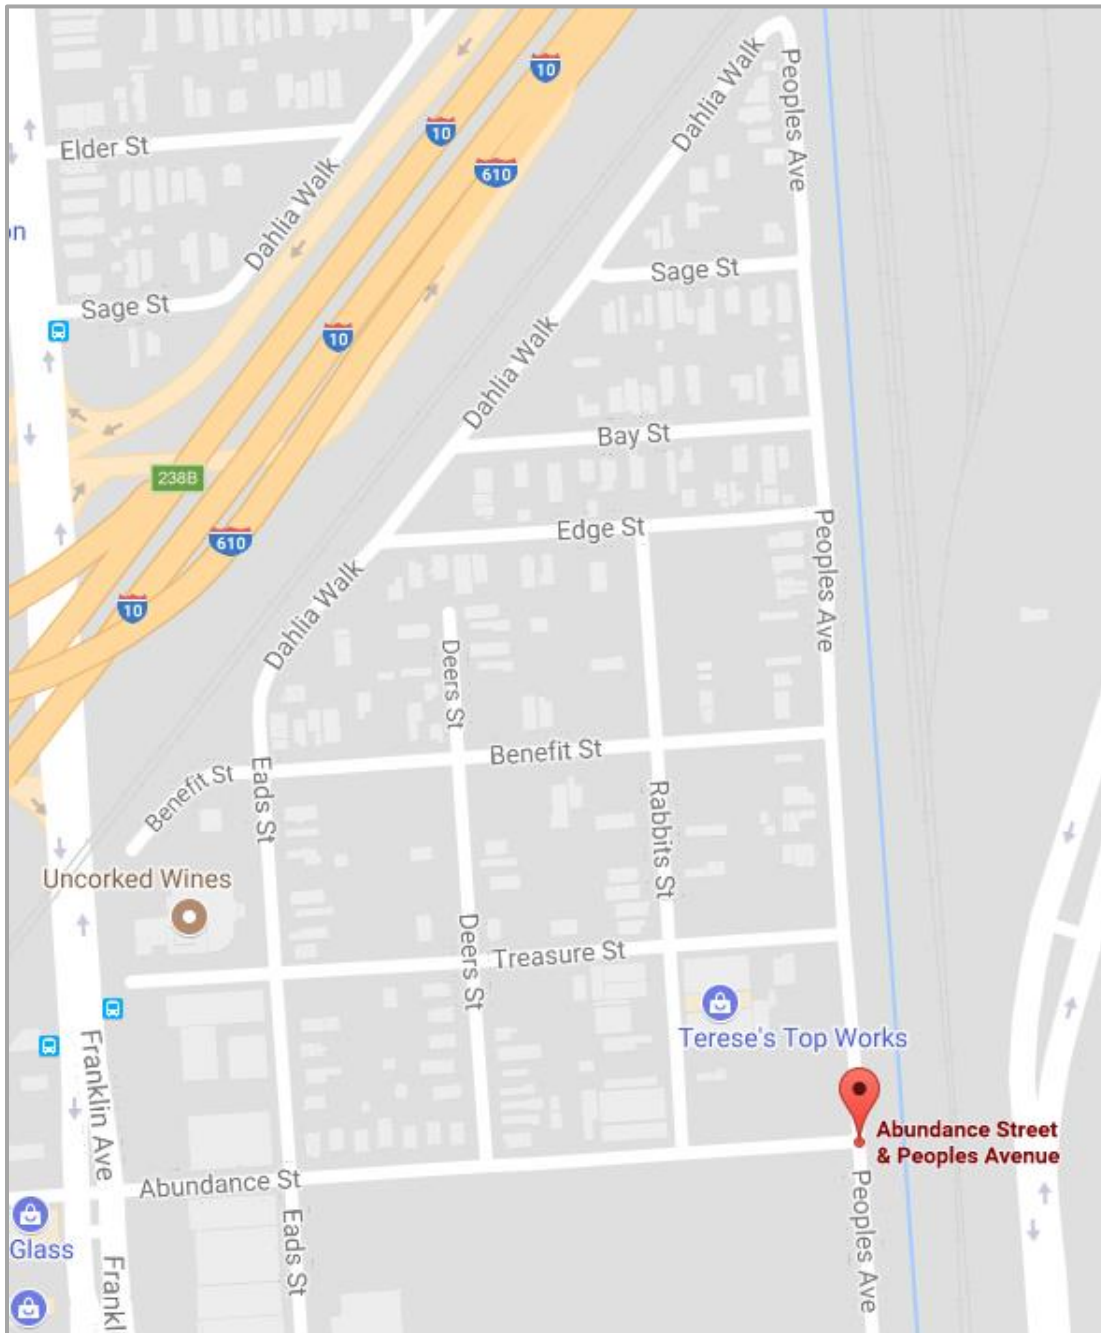 10
Dahlia Walk
Peoples Ave
10
Elder St
610
Dahlia Walk
on
Sage St
Sage St
10
Dahlia Walk
Bay St
238B
Edge St
Peoples Ave
610
10
Dahlia Walk
Deers St
Benefit St
Benefit St
Eads St
Rabbits St
Uncorked Wines
Deers St
Treasure St
Terese's Top Works
Franklin Ave
Abundance Street
& Peoples Avenue
Abundance St
Peoples Ave
Eads St
Glass
Frankl